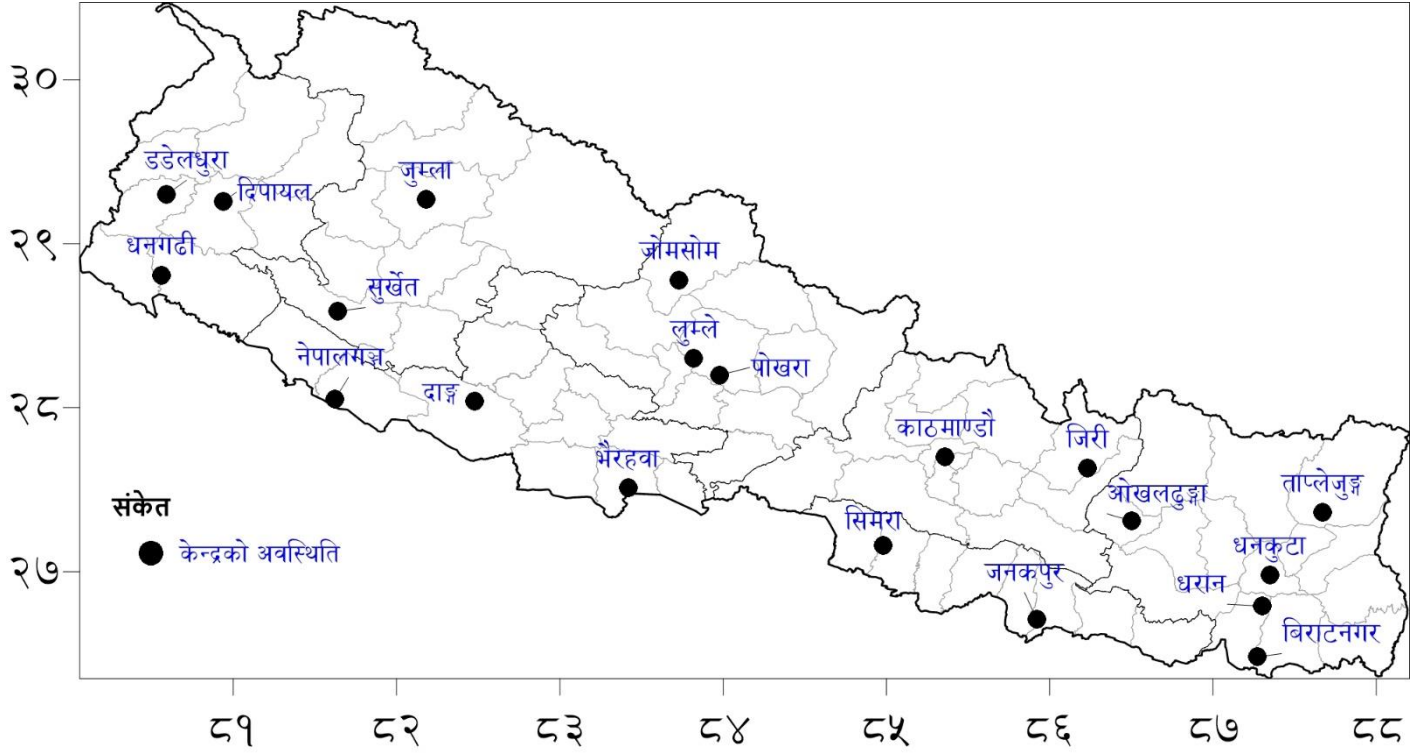 ३०
डडेलधुरा
जुम्ला
दिपायल
२९
धनगढी
जोमसोम
सुर्खेत
लुम्ले
नेपालगञ्ज
पोखरा
दाङ्ग
२८
काठमाण्डौ
जिरी
भैरहवा
ताप्लेजुङ्ग
ओखलढुङ्गा
संकेत
सिमरा
केन्द्रको अवस्थिति
धनकुटा
२७
जनकपुर
धरान
बिराटनगर
८१ ८२ ८३ ८४ ८५ ८६ ८७ ८८